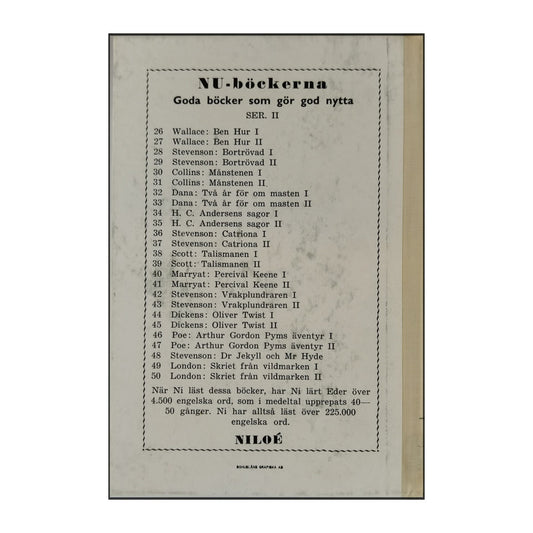 NU-böckerna
Goda böcker som gör god nytta
SER. II
26 Wallace: Ben Hur I
27 Wallace: Ben Hur II
28 Stevenson: Bortrövad I
29 Stevenson: Bortrövad II
30 Collins: Månstenen I
31 Collins: Månstenen II
32 Dana: Två år för om masten I
33 Dana: Två år för om masten II
34 H. C. Andersens sagor I
35 H. C. Andersens sagor II
36 Stevenson: Catriona I
37 Stevenson: Catriona II
38 Scott: Talismanen I
39 Scott: Talismanen II
40 Marryat: Percival Keene I
41 Marryat: Percival Keene II
42 Stevenson: Vrakplundraren I
43 Stevenson: Vrakplundraren II
44 Dickens: Oliver Twist I
45 Dickens: Oliver Twist II
46 Poe: Arthur Gordon Pyms äventyr I
47 Poe: Arthur Gordon Pyms äventyr II
48 Stevenson: Dr Jekyll och Mr Hyde
49 London: Skriet från vildmarken I
50 London: Skriet från vildmarken II
När Ni läst dessa böcker, har Ni lärt Eder över
4.500 engelska ord, som i medeltal upprepats 40—
50 gånger. Ni har alltså läst över 225.000
engelska ord.
NILOÉ
BOHUSLÄNS GRAFISKA AB